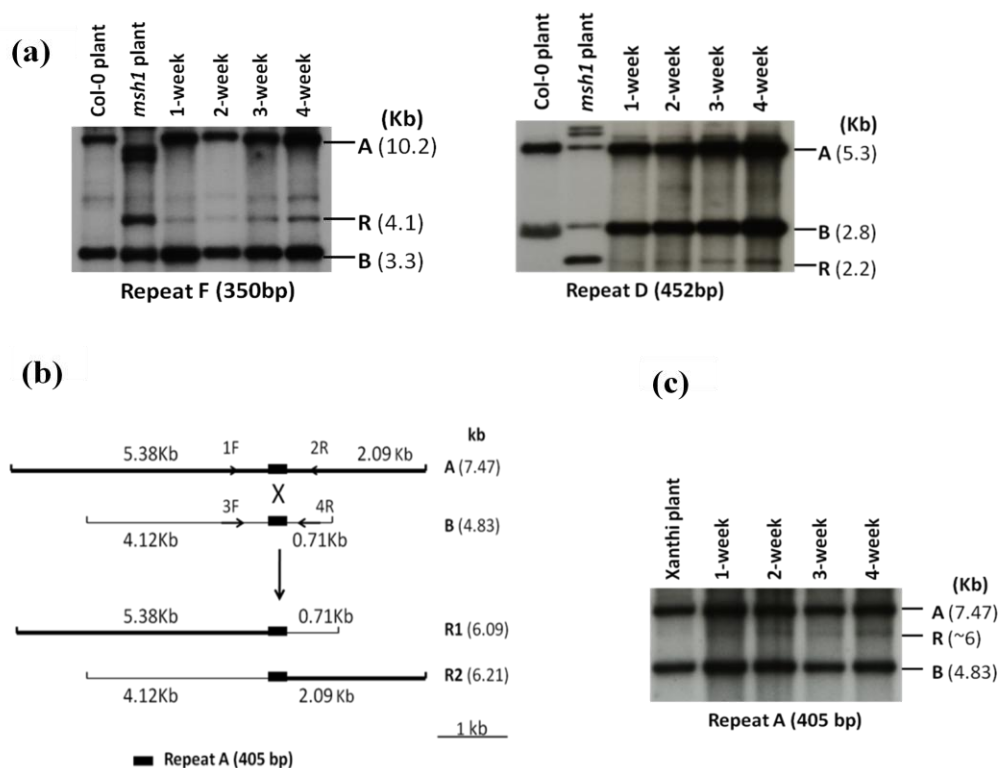 (a)
Col-0 plant
msh1 plant
1-week
2-week
3-week
4-week
(Kb)
A (10.2)
R (4.1)
B (3.3)
Repeat F (350bp)
Col-0 plant
msh1 plant
1-week
2-week
3-week
4-week
(Kb)
A (5.3)
B (2.8)
R (2.2)
Repeat D (452bp)
(b)
kb
5.38Kb 1F 2R 2.09 Kb
A (7.47)
X
3F 4R
B (4.83)
4.12Kb 0.71Kb
5.38Kb 0.71Kb
R1 (6.09)
R2 (6.21)
4.12Kb 2.09 Kb
1 kb
Repeat A (405 bp)
(c)
Xanthi plant
1-week
2-week
3-week
4-week
(Kb)
A (7.47)
R (~6)
B (4.83)
Repeat A (405 bp)